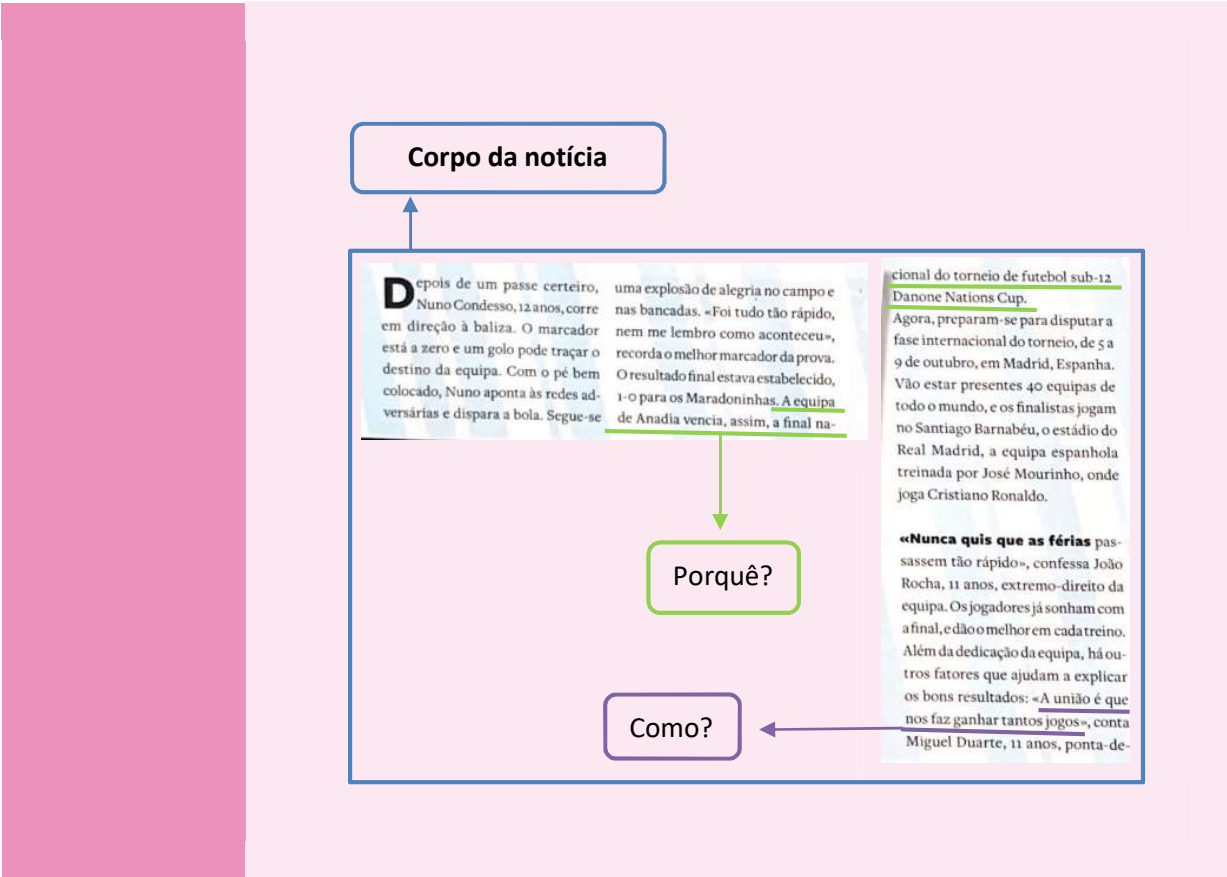 Corpo da notícia
Depois de um passe certeiro,
Nuno Condesso, 12 anos, corre
em direção à baliza. O marcador
está a zero e um golo pode traçar o
destino da equipa. Com o pé bem
colocado, Nuno aponta às redes ad-
versárias e dispara a bola. Segue-se
uma explosão de alegria no campo e
nas bancadas. «Foi tudo tão rápido,
nem me lembro como aconteceu»,
recorda o melhor marcador da prova.
O resultado final estava estabelecido,
1-0 para os Maradoninhas. A equipa
de Anadia vencia, assim, a final na-
cional do torneio de futebol sub-12
Danone Nations Cup.
Agora, preparam-se para disputar a
fase internacional do torneio, de 5 a
9 de outubro, em Madrid, Espanha.
Vão estar presentes 40 equipas de
todo o mundo, e os finalistas jogam
no Santiago Barnabéu, o estádio do
Real Madrid, a equipa espanhola
treinada por José Mourinho, onde
joga Cristiano Ronaldo.
«Nunca quis que as férias pas-
sassem tão rápido», confessa João
Rocha, 11 anos, extremo-direito da
equipa. Os jogadores já sonham com
a final, e dão o melhor em cada treino.
Além da dedicação da equipa, há ou-
tros fatores que ajudam a explicar
os bons resultados: «A união é que
nos faz ganhar tantos jogos», conta
Miguel Duarte, 11 anos, ponta-de-
Porquê?
Como?